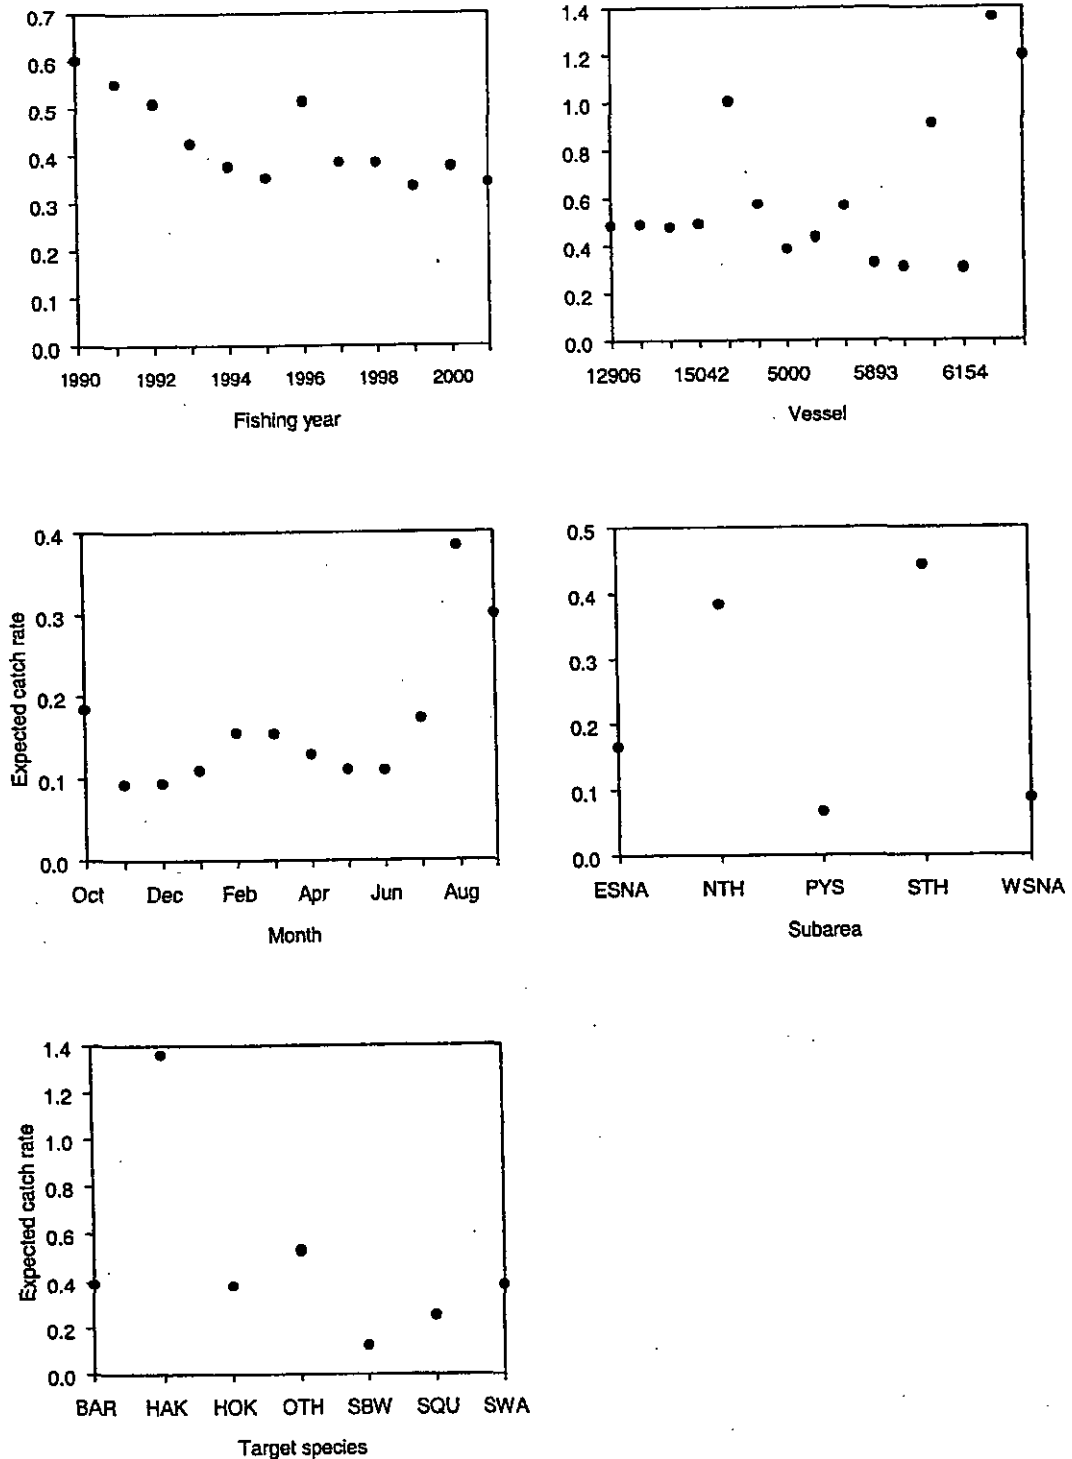 0.7
0.6
0.5
0.4
0.3
0.2
0.1
0.0
1990 1992 1994 1996 1998 2000
Fishing year
1.4
1.2
1.0
0.8
0.6
0.4
0.2
0.0
12906 15042 5000 5893 6154
Vessel
Expected catch rate
0.4
0.3
0.2
0.1
0.0
Oct Dec Feb Apr Jun Aug
Month
0.5
0.4
0.3
0.2
0.1
0.0
ESNA NTH PYS STH WSNA
Subarea
Expected catch rate
1.4
1.2
1.0
0.8
0.6
0.4
0.2
0.0
BAR HAK HOK OTH SBW SQU SWA
Target species